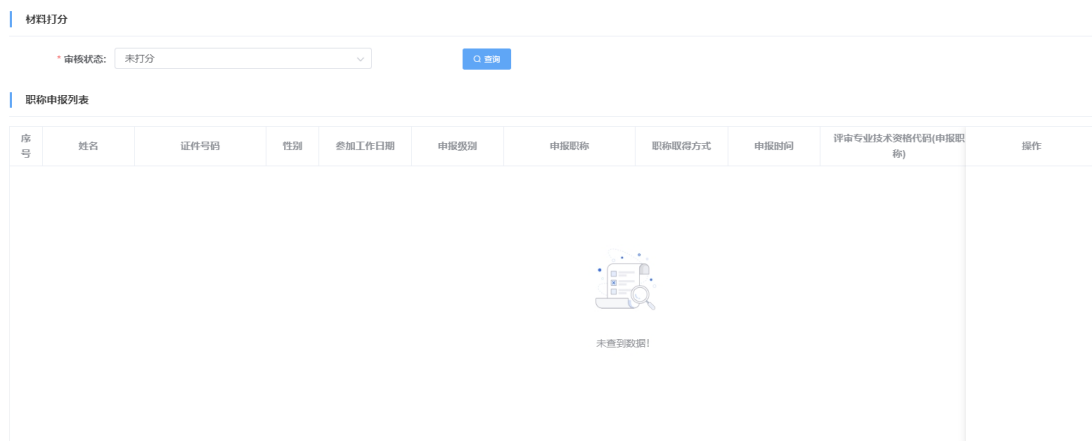 材料打分
* 审核状态: 未打分 查询
职称申报列表
序号 姓名 证件号码 性别 参加工作日期 申报级别 申报职称 职称取得方式 申报时间 评审专业技术资格代码(申报职称) 操作
未查到数据!